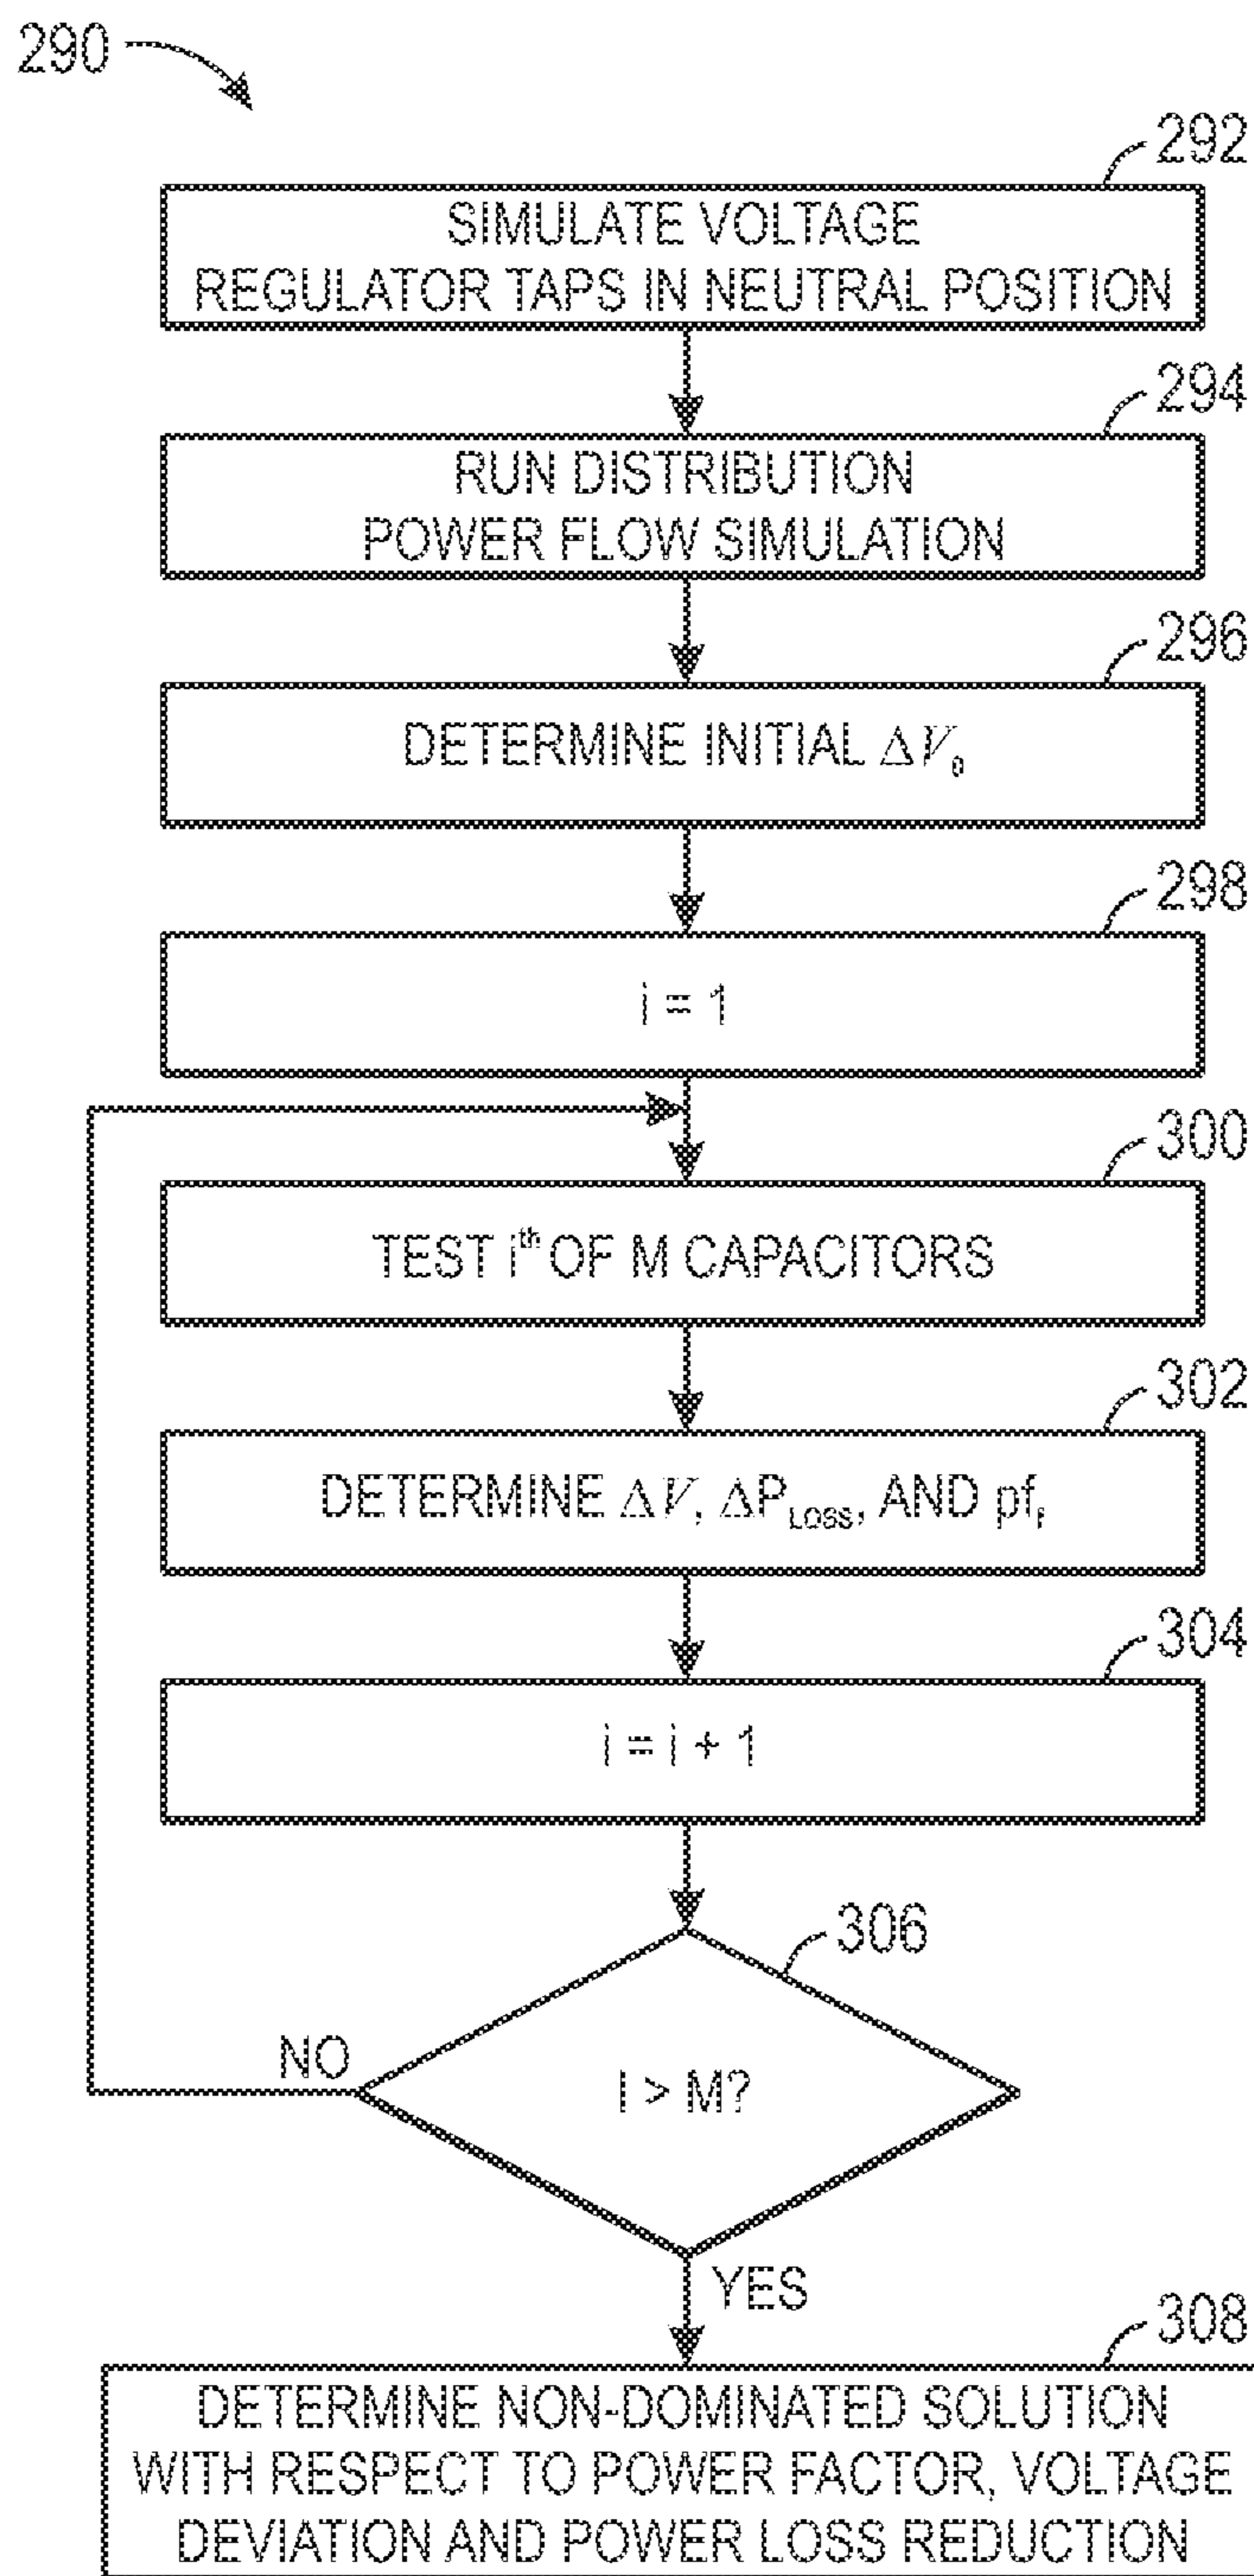 290
292
SIMULATE VOLTAGE
REGULATOR TAPS IN NEUTRAL POSITION
294
RUN DISTRIBUTION
POWER FLOW SIMULATION
296
DETERMINE INITIAL ΔV₀
298
i = 1
300
TEST iᵗʰ OF M CAPACITORS
302
DETERMINE ΔV, ΔP_LOSS, AND pf_f
304
i = i + 1
306
I > M?
NO
YES
308
DETERMINE NON-DOMINATED SOLUTION
WITH RESPECT TO POWER FACTOR, VOLTAGE
DEVIATION AND POWER LOSS REDUCTION